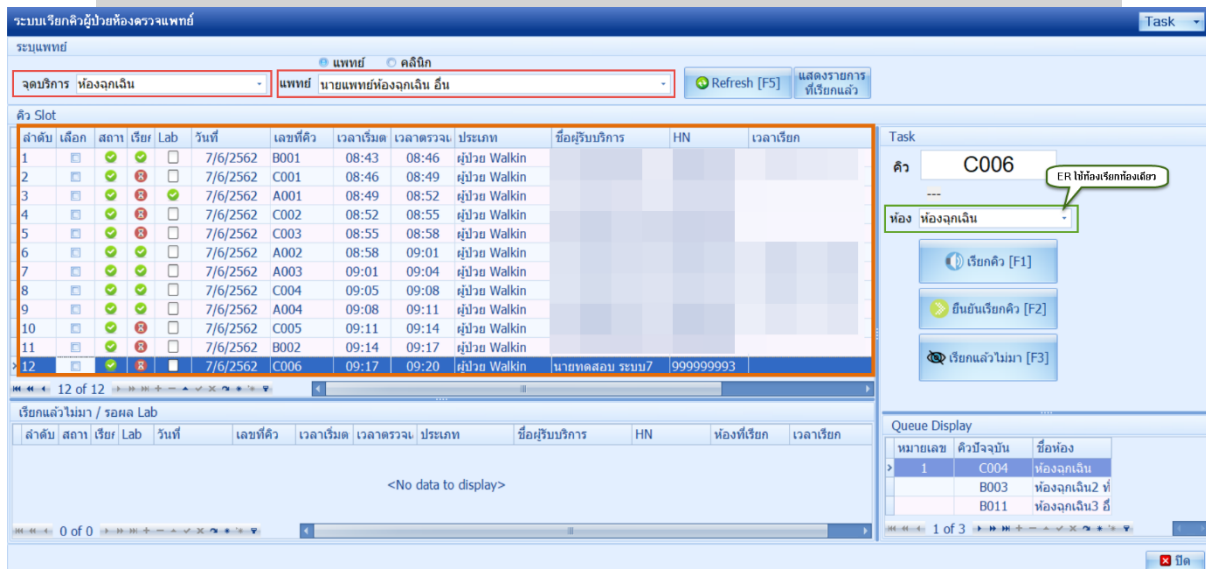 ระบบเรียกคิวผู้ป่วยห้องตรวจแพทย์ Task
ระบุแพทย์
แพทย์ คลินิก
จุดบริการ ห้องฉุกเฉิน แพทย์ นายแพทย์ห้องฉุกเฉิน อื่น Refresh [F5] แสดงรายการ
ที่เรียกแล้ว
คิว Slot
ลำดับ เลือก สถา เรีย Lab วันที่ เลขที่คิว เวลาเริ่มต เวลาตรวจเ ประเภท ชื่อผู้รับบริการ HN เวลาเรียก
1 7/6/2562 B001 08:43 08:46 ผู้ป่วย Walkin
2 7/6/2562 C001 08:46 08:49 ผู้ป่วย Walkin
3 7/6/2562 A001 08:49 08:52 ผู้ป่วย Walkin
4 7/6/2562 C002 08:52 08:55 ผู้ป่วย Walkin
5 7/6/2562 C003 08:55 08:58 ผู้ป่วย Walkin
6 7/6/2562 A002 08:58 09:01 ผู้ป่วย Walkin
7 7/6/2562 A003 09:01 09:04 ผู้ป่วย Walkin
8 7/6/2562 C004 09:05 09:08 ผู้ป่วย Walkin
9 7/6/2562 A004 09:08 09:11 ผู้ป่วย Walkin
10 7/6/2562 C005 09:11 09:14 ผู้ป่วย Walkin
11 7/6/2562 B002 09:14 09:17 ผู้ป่วย Walkin
12 7/6/2562 C006 09:17 09:20 ผู้ป่วย Walkin นายทดสอบ ระบบ7 999999993
12 of 12
Task
คิว C006
ER ใช้ห้องเรียกห้องเดียว
---
ห้อง ห้องฉุกเฉิน
เรียกคิว [F1]
ยืนยันเรียกคิว [F2]
เรียกแล้วไม่มา [F3]
เรียกแล้วไม่มา / รอผล Lab
ลำดับ สถา เรีย Lab วันที่ เลขที่คิว เวลาเริ่มต เวลาตรวจเ ประเภท ชื่อผู้รับบริการ HN ห้องที่เรียก เวลาเรียก
<No data to display>
0 of 0
Queue Display
หมายเลข คิวปัจจุบัน ชื่อห้อง
1 C004 ห้องฉุกเฉิน
B003 ห้องฉุกเฉิน2 ท่
B011 ห้องฉุกเฉิน3 อื
1 of 3
ปิด